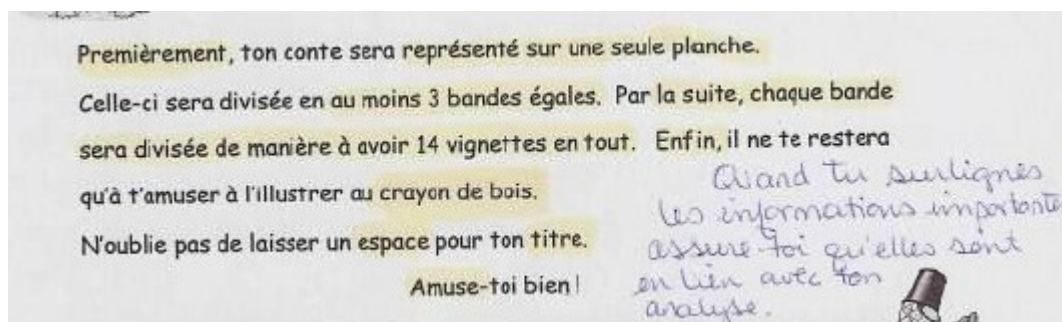 Premièrement, ton conte sera représenté sur une seule planche.
Celle-ci sera divisée en au moins 3 bandes égales. Par la suite, chaque bande
sera divisée de manière à avoir 14 vignettes en tout. Enfin, il ne te restera
qu'à t'amuser à l'illustrer au crayon de bois.
N'oublie pas de laisser un espace pour ton titre.
Amuse-toi bien!
Quand tu surlignes
les informations importante
assure-toi qu'elles sont
en lien avec ton
analyse.